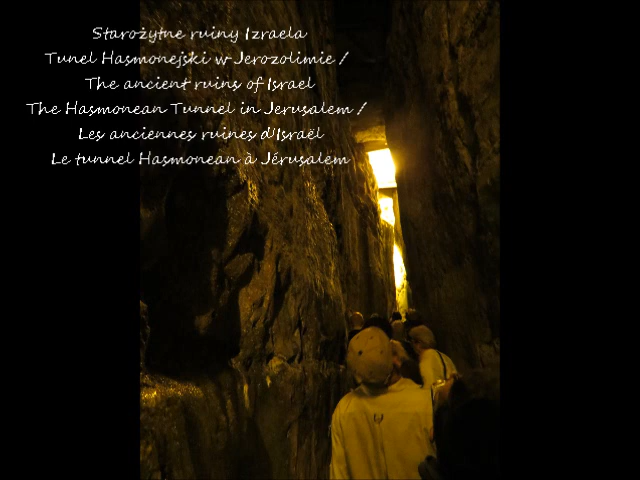 Starożytne ruiny Izraela
Tunel Hasmonejski w Jerozolimie /
The ancient ruins of Israel
The Hasmonean Tunnel in Jerusalem /
Les anciennes ruines d'Israël
Le tunnel Hasmonean à Jérusalem